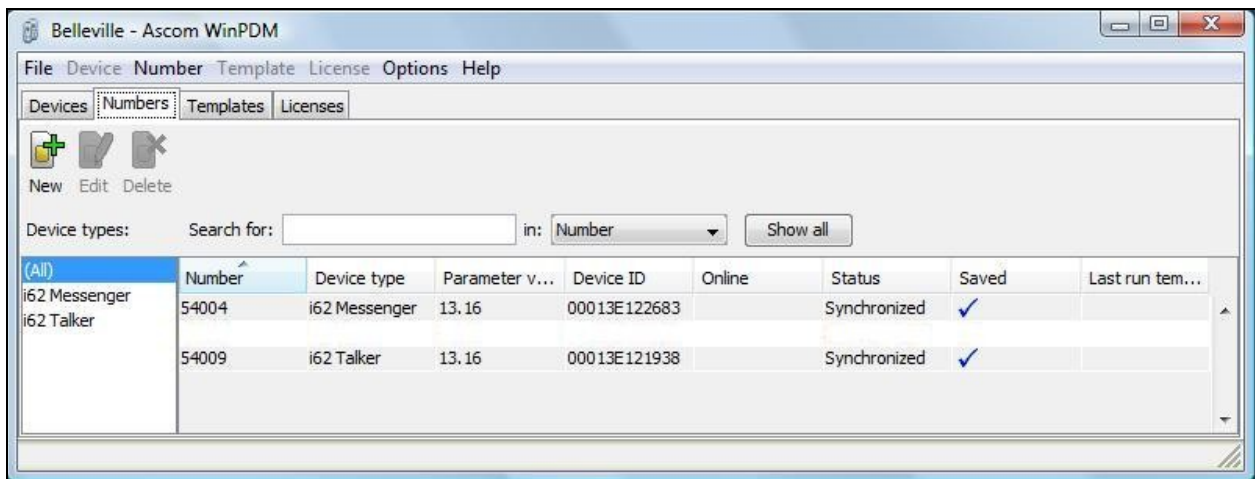 Belleville - Ascom WinPDM
File Device Number Template License Options Help
Devices Numbers Templates Licenses
New Edit Delete
Device types: Search for: in: Number Show all
(All) Number Device type Parameter v... Device ID Online Status Saved Last run tem...
i62 Messenger
i62 Talker
54004 i62 Messenger 13.16 00013E122683 Synchronized ✓
54009 i62 Talker 13.16 00013E121938 Synchronized ✓